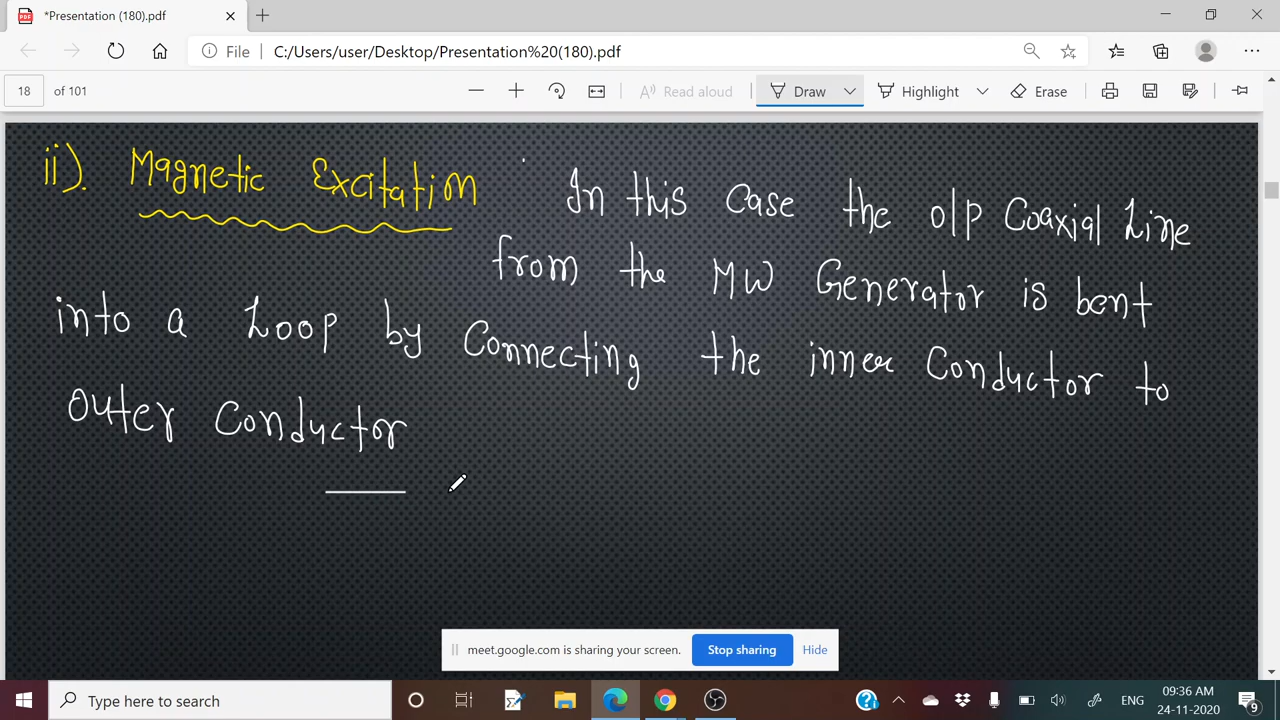 *Presentation (180).pdf
File C:/Users/user/Desktop/Presentation%20(180).pdf
18 of 101 Read aloud Draw Highlight Erase
ii). Magnetic Excitation In this Case the o/p Coaxial Line
from the MW Generator is bent
into a Loop by Connecting the inner Conductor to
outer Conductor
meet.google.com is sharing your screen. Stop sharing Hide
Type here to search
ENG
09:36 AM
24-11-2020
9